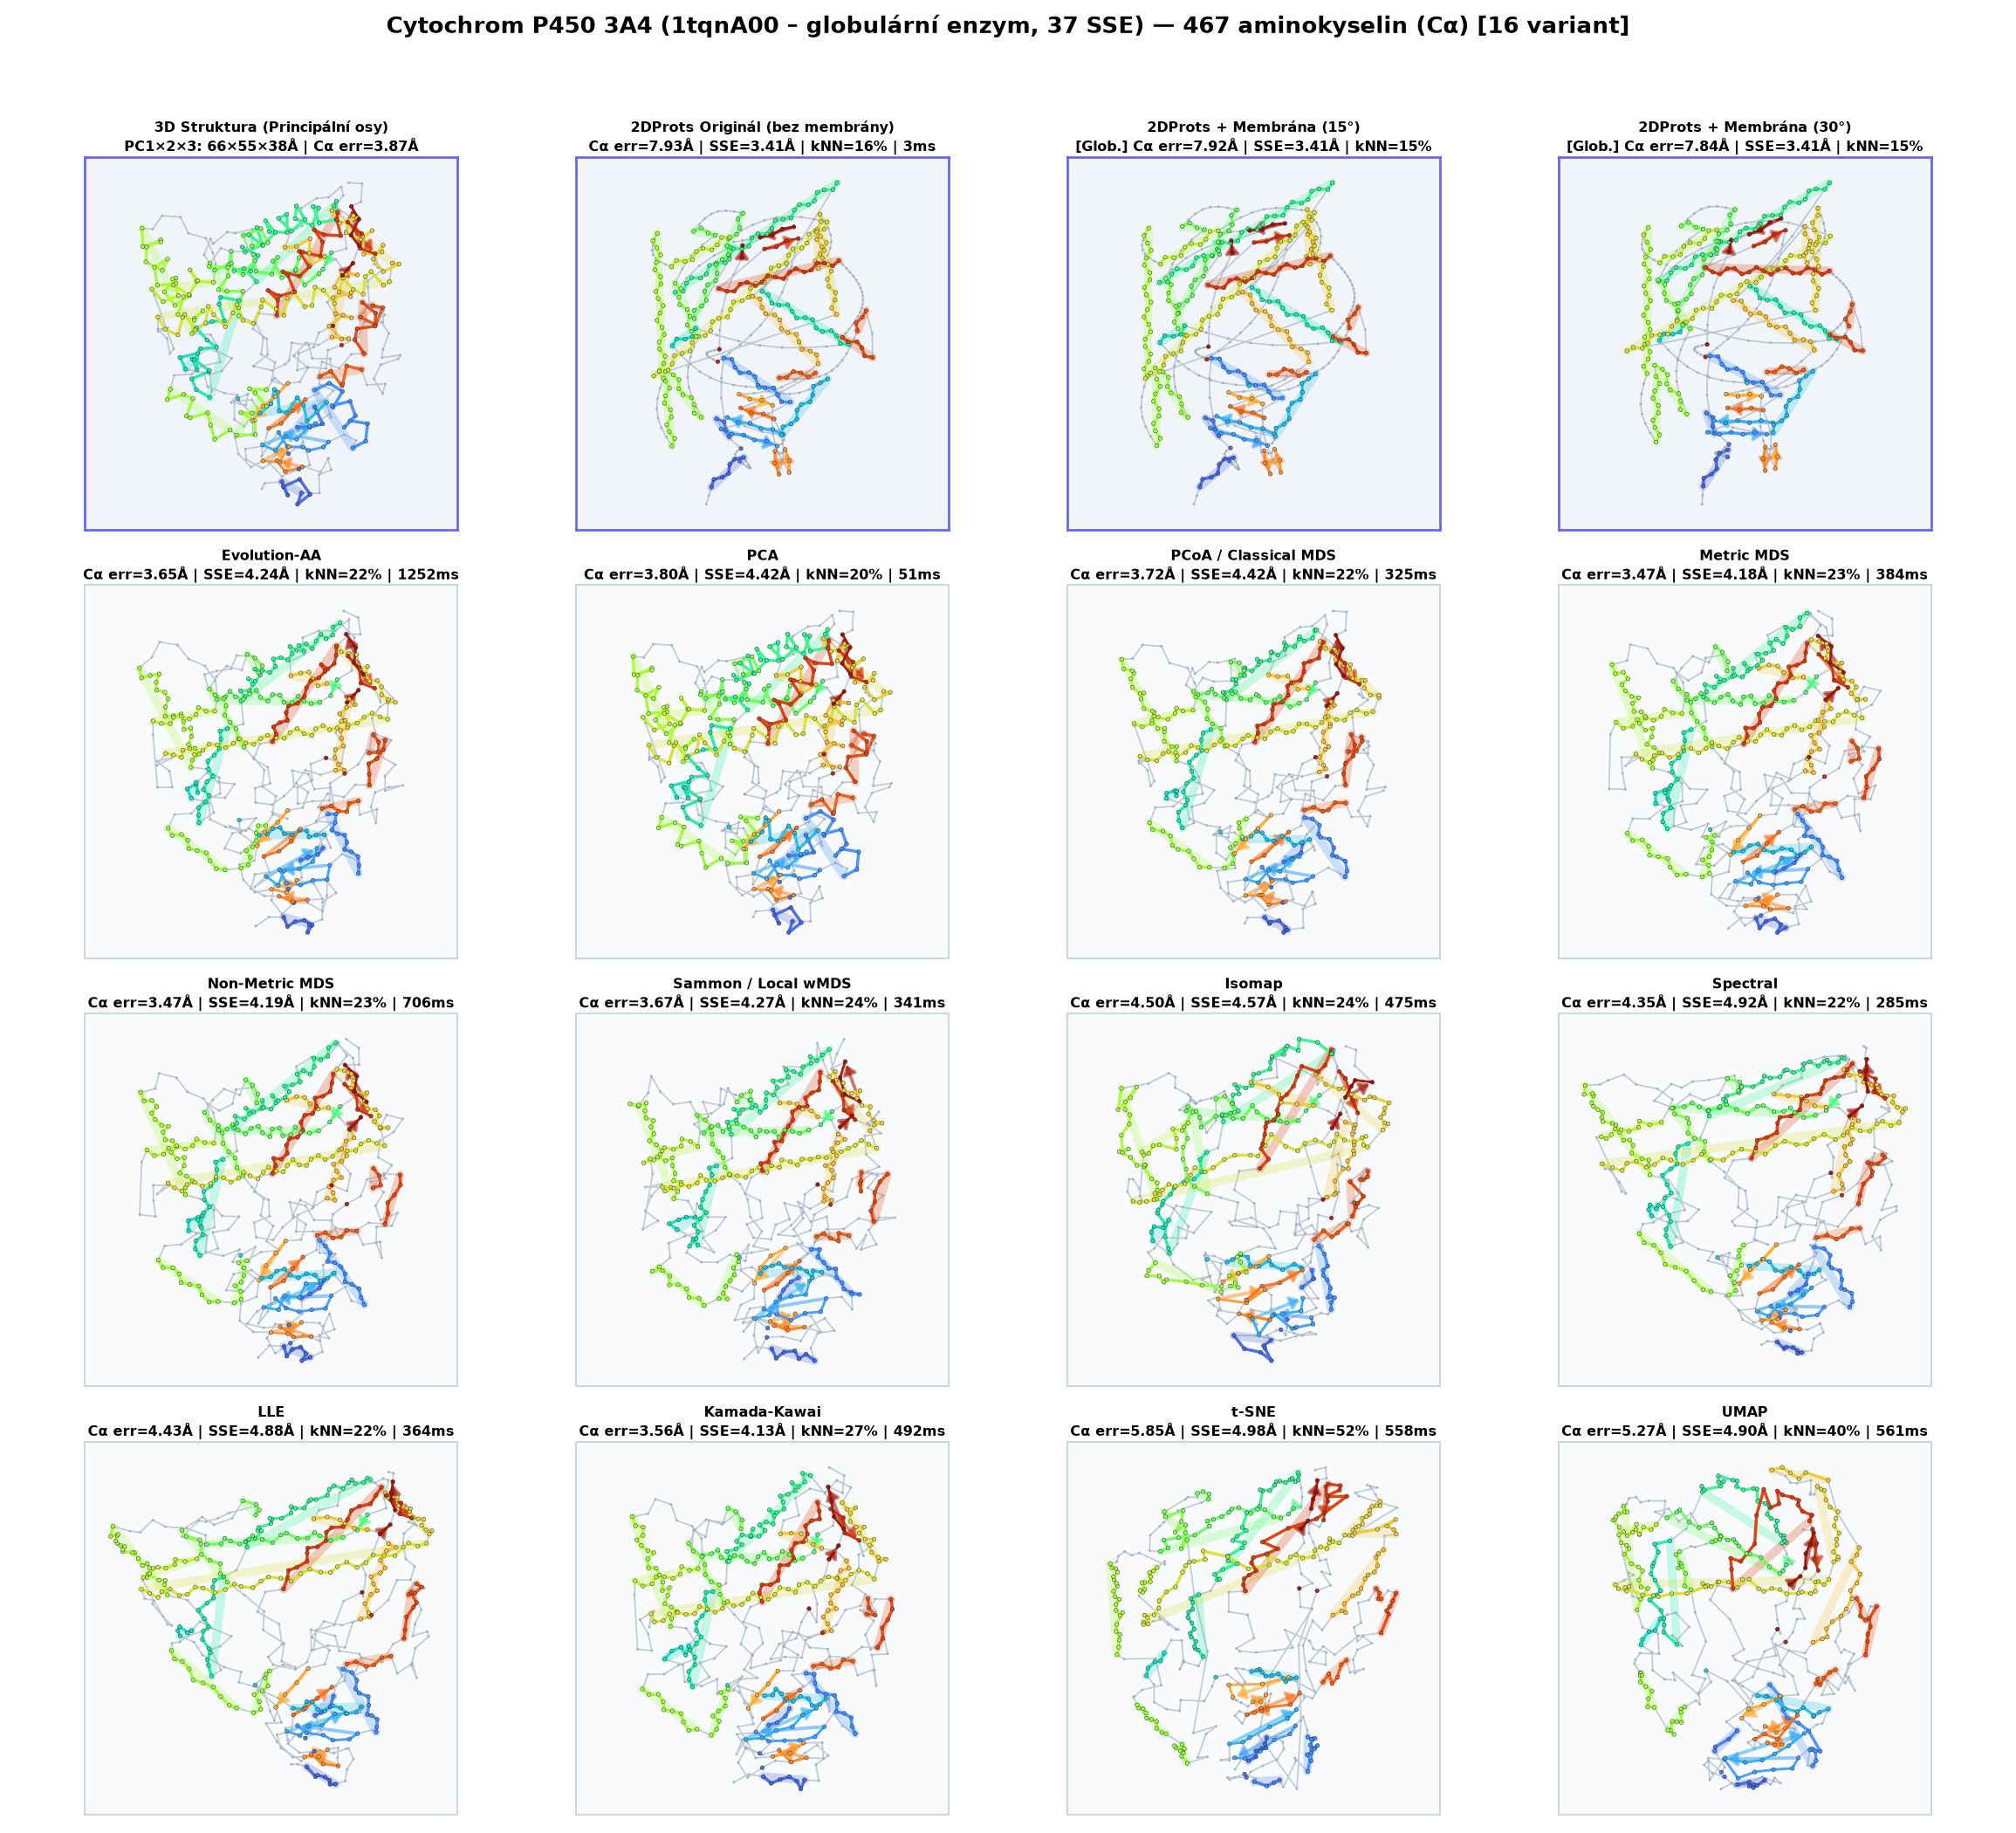 Cytochrom P450 3A4 (1tqnA00 – globulární enzym, 37 SSE) — 467 aminokyselin (Cα) [16 variant]
3D Struktura (Principální osy)
PC1×2×3: 66×55×38Å | Cα err=3.87Å
2DProts Originál (bez membrány)
Cα err=7.93Å | SSE=3.41Å | kNN=16% | 3ms
2DProts + Membrána (15°)
[Glob.] Cα err=7.92Å | SSE=3.41Å | kNN=15%
2DProts + Membrána (30°)
[Glob.] Cα err=7.84Å | SSE=3.41Å | kNN=15%
Evolution-AA
Cα err=3.65Å | SSE=4.24Å | kNN=22% | 1252ms
PCA
Cα err=3.80Å | SSE=4.42Å | kNN=20% | 51ms
PCoA / Classical MDS
Cα err=3.72Å | SSE=4.42Å | kNN=22% | 325ms
Metric MDS
Cα err=3.47Å | SSE=4.18Å | kNN=23% | 384ms
Non-Metric MDS
Cα err=3.47Å | SSE=4.19Å | kNN=23% | 706ms
Sammon / Local wMDS
Cα err=3.67Å | SSE=4.27Å | kNN=24% | 341ms
Isomap
Cα err=4.50Å | SSE=4.57Å | kNN=24% | 475ms
Spectral
Cα err=4.35Å | SSE=4.92Å | kNN=22% | 285ms
LLE
Cα err=4.43Å | SSE=4.88Å | kNN=22% | 364ms
Kamada-Kawai
Cα err=3.56Å | SSE=4.13Å | kNN=27% | 492ms
t-SNE
Cα err=5.85Å | SSE=4.98Å | kNN=52% | 558ms
UMAP
Cα err=5.27Å | SSE=4.90Å | kNN=40% | 561ms